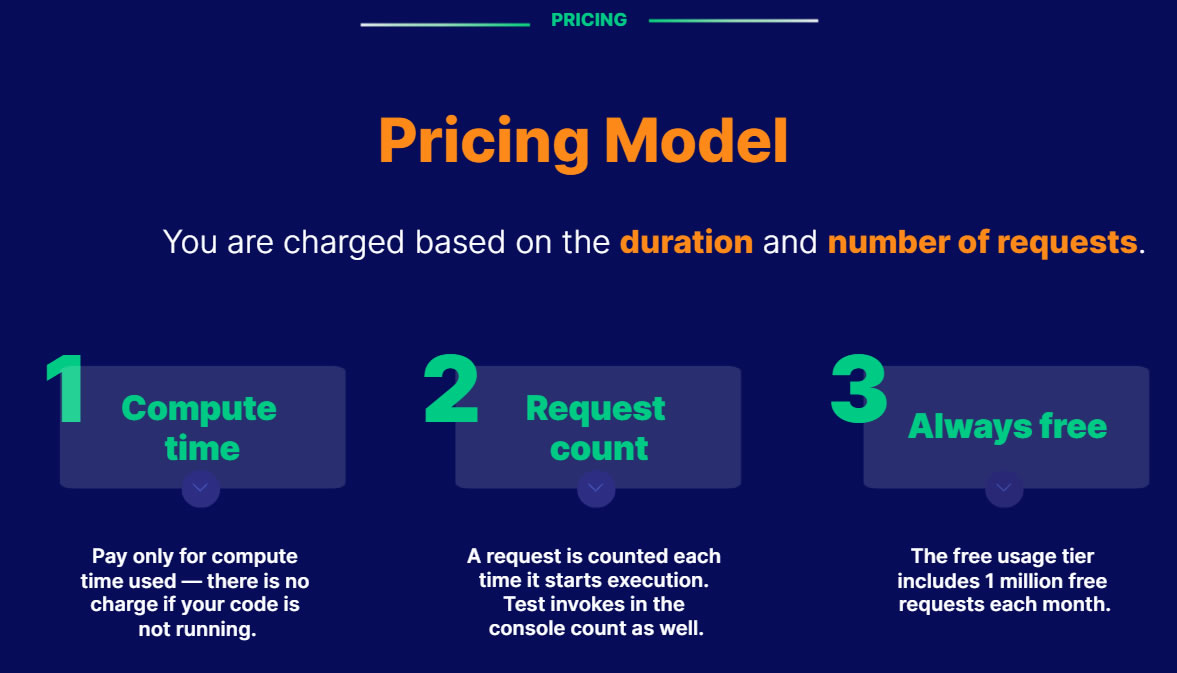 PRICING
Pricing Model
You are charged based on the duration and number of requests.
1
Compute
time
Pay only for compute
time used — there is no
charge if your code is
not running.
2
Request
count
A request is counted each
time it starts execution.
Test invokes in the
console count as well.
3
Always free
The free usage tier
includes 1 million free
requests each month.